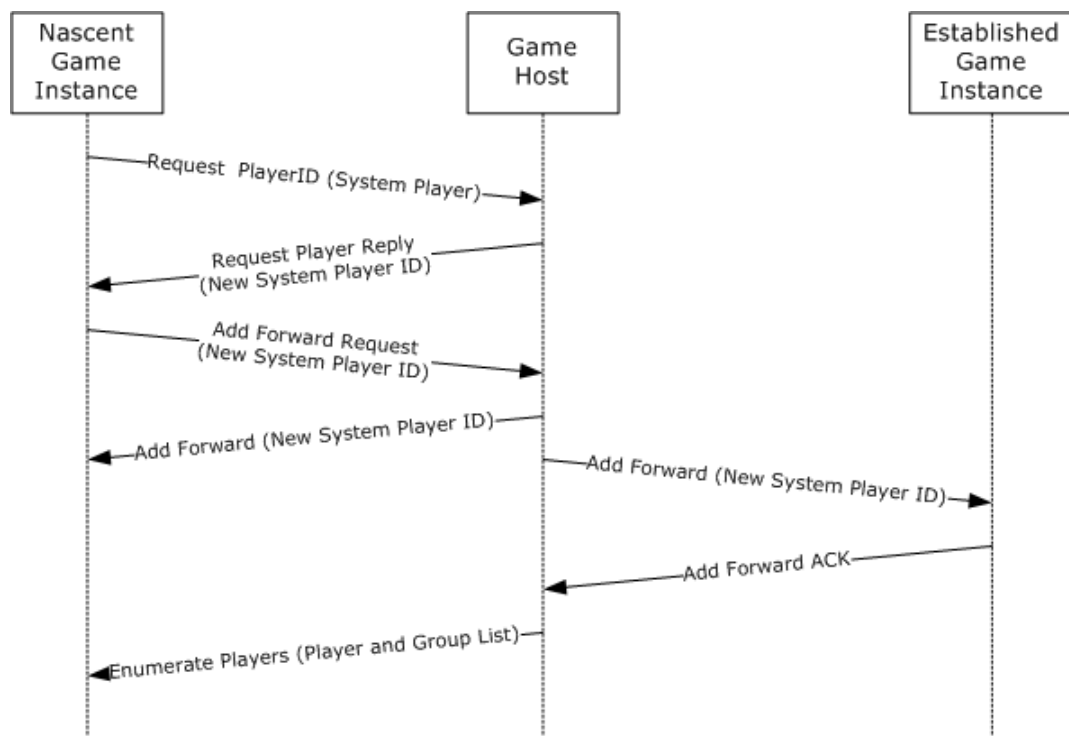 Nascent
Game
Instance
Game
Host
Established
Game
Instance
Request PlayerID (System Player)
Request Player Reply
(New System Player ID)
Add Forward Request
(New System Player ID)
Add Forward (New System Player ID)
Add Forward (New System Player ID)
Add Forward ACK
Enumerate Players (Player and Group List)